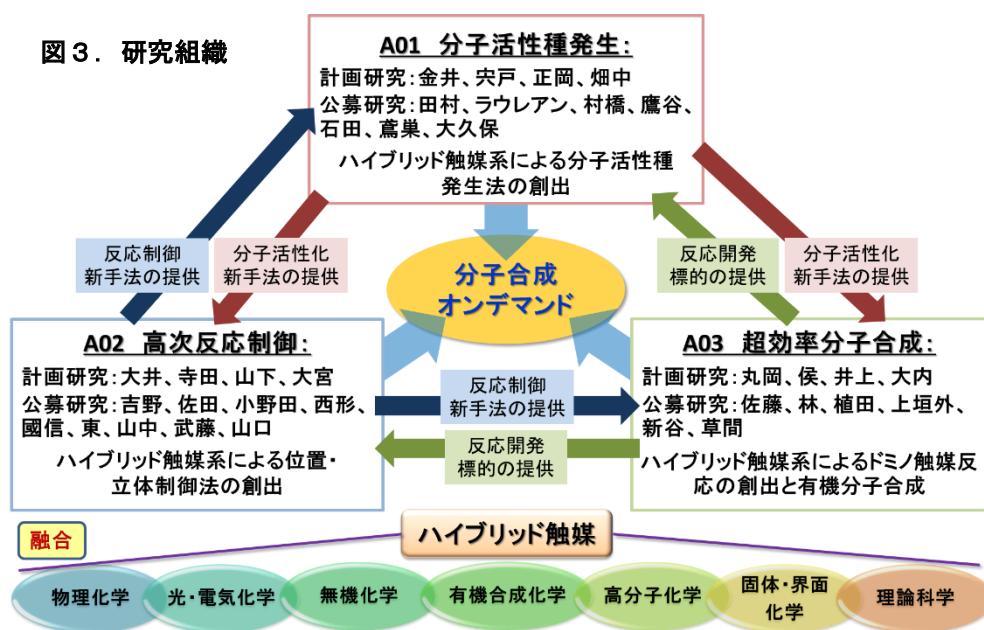 図３．研究組織
A01 分子活性種発生：
計画研究：金井、宍戸、正岡、畑中
公募研究：田村、ラウレアン、村橋、鷹谷、
石田、鳶巣、大久保
ハイブリッド触媒系による分子活性種
発生法の創出
反応制御
新手法の提供
分子活性化
新手法の提供
反応開発
標的の提供
分子活性化
新手法の提供
分子合成
オンデマンド
A02 高次反応制御：
計画研究：大井、寺田、山下、大宮
公募研究：吉野、佐田、小野田、西形、
國信、東、山中、武藤、山口
ハイブリッド触媒系による位置・
立体制御法の創出
反応制御
新手法の提供
反応開発
標的の提供
A03 超効率分子合成：
計画研究：丸岡、侯、井上、大内
公募研究：佐藤、林、植田、上垣外、
新谷、草間
ハイブリッド触媒系によるドミノ触媒反
応の創出と有機分子合成
融合
ハイブリッド触媒
物理化学
光・電気化学
無機化学
有機合成化学
高分子化学
固体・界面
化学
理論科学